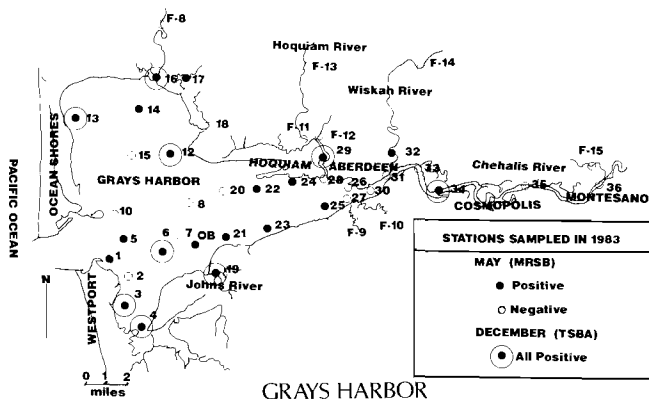 F-8
Hoquiam River
F-13
F-14
Wiskah River
16
17
14
13
18
F-11
F-12
29
32
F-15
15
12
HOQUIAM
ABERDEEN
33
Chehalis River
PACIFIC OCEAN
OCEAN SHORES
GRAYS HARBOR
20
22
24
28
26
31
30
27
34
35
36
COSMOPOLIS
MONTESANO
10
8
25
F-9
F-10
5
6
7
OB
21
23
1
2
19
Johns River
N
WESTPORT
3
4
0 1 2
miles
STATIONS SAMPLED IN 1983
MAY (MRSB)
Positive
Negative
DECEMBER (TSBA)
All Positive
GRAYS HARBOR